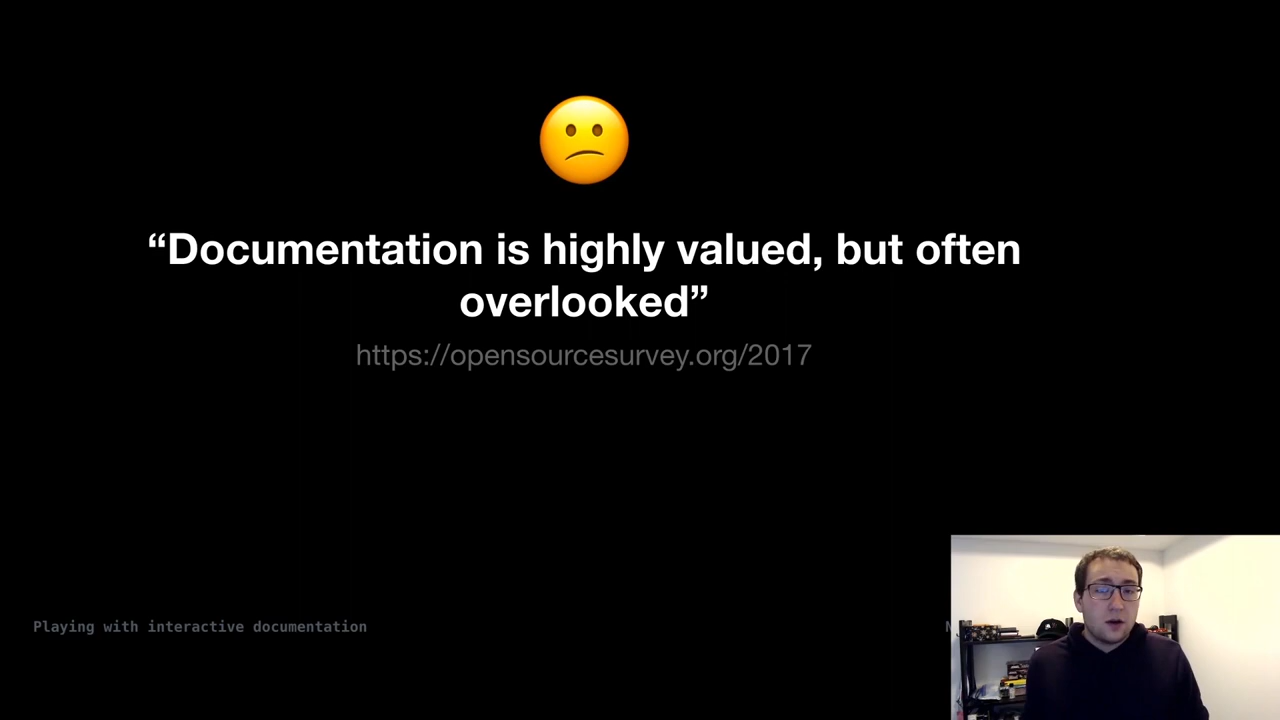 “Documentation is highly valued, but often
overlooked”
https://opensourcesurvey.org/2017
Playing with interactive documentation